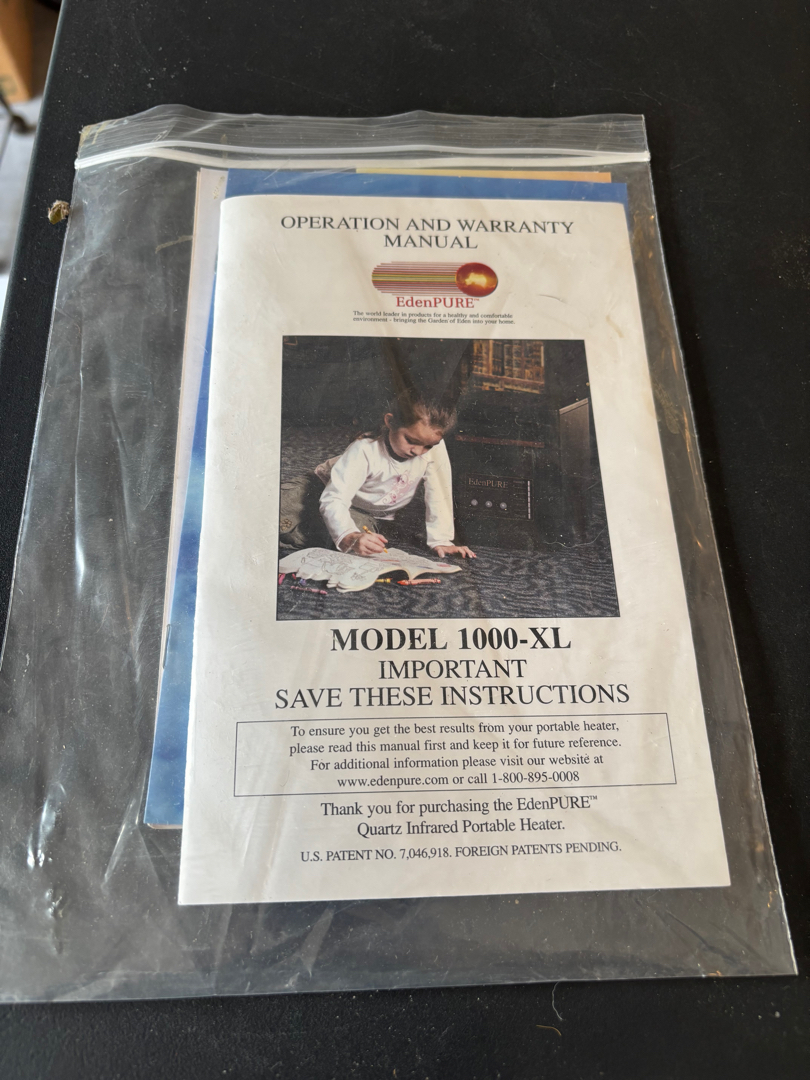 OPERATION AND WARRANTY
MANUAL
EdenPURE™
The world leader in products for a healthy and comfortable
environment - bringing the Garden of Eden into your home.
EdenPURE
MODEL 1000-XL
IMPORTANT
SAVE THESE INSTRUCTIONS
To ensure you get the best results from your portable heater,
please read this manual first and keep it for future reference.
For additional information please visit our website at
www.edenpure.com or call 1-800-895-0008
Thank you for purchasing the EdenPURE™
Quartz Infrared Portable Heater.
U.S. PATENT NO. 7,046,918. FOREIGN PATENTS PENDING.